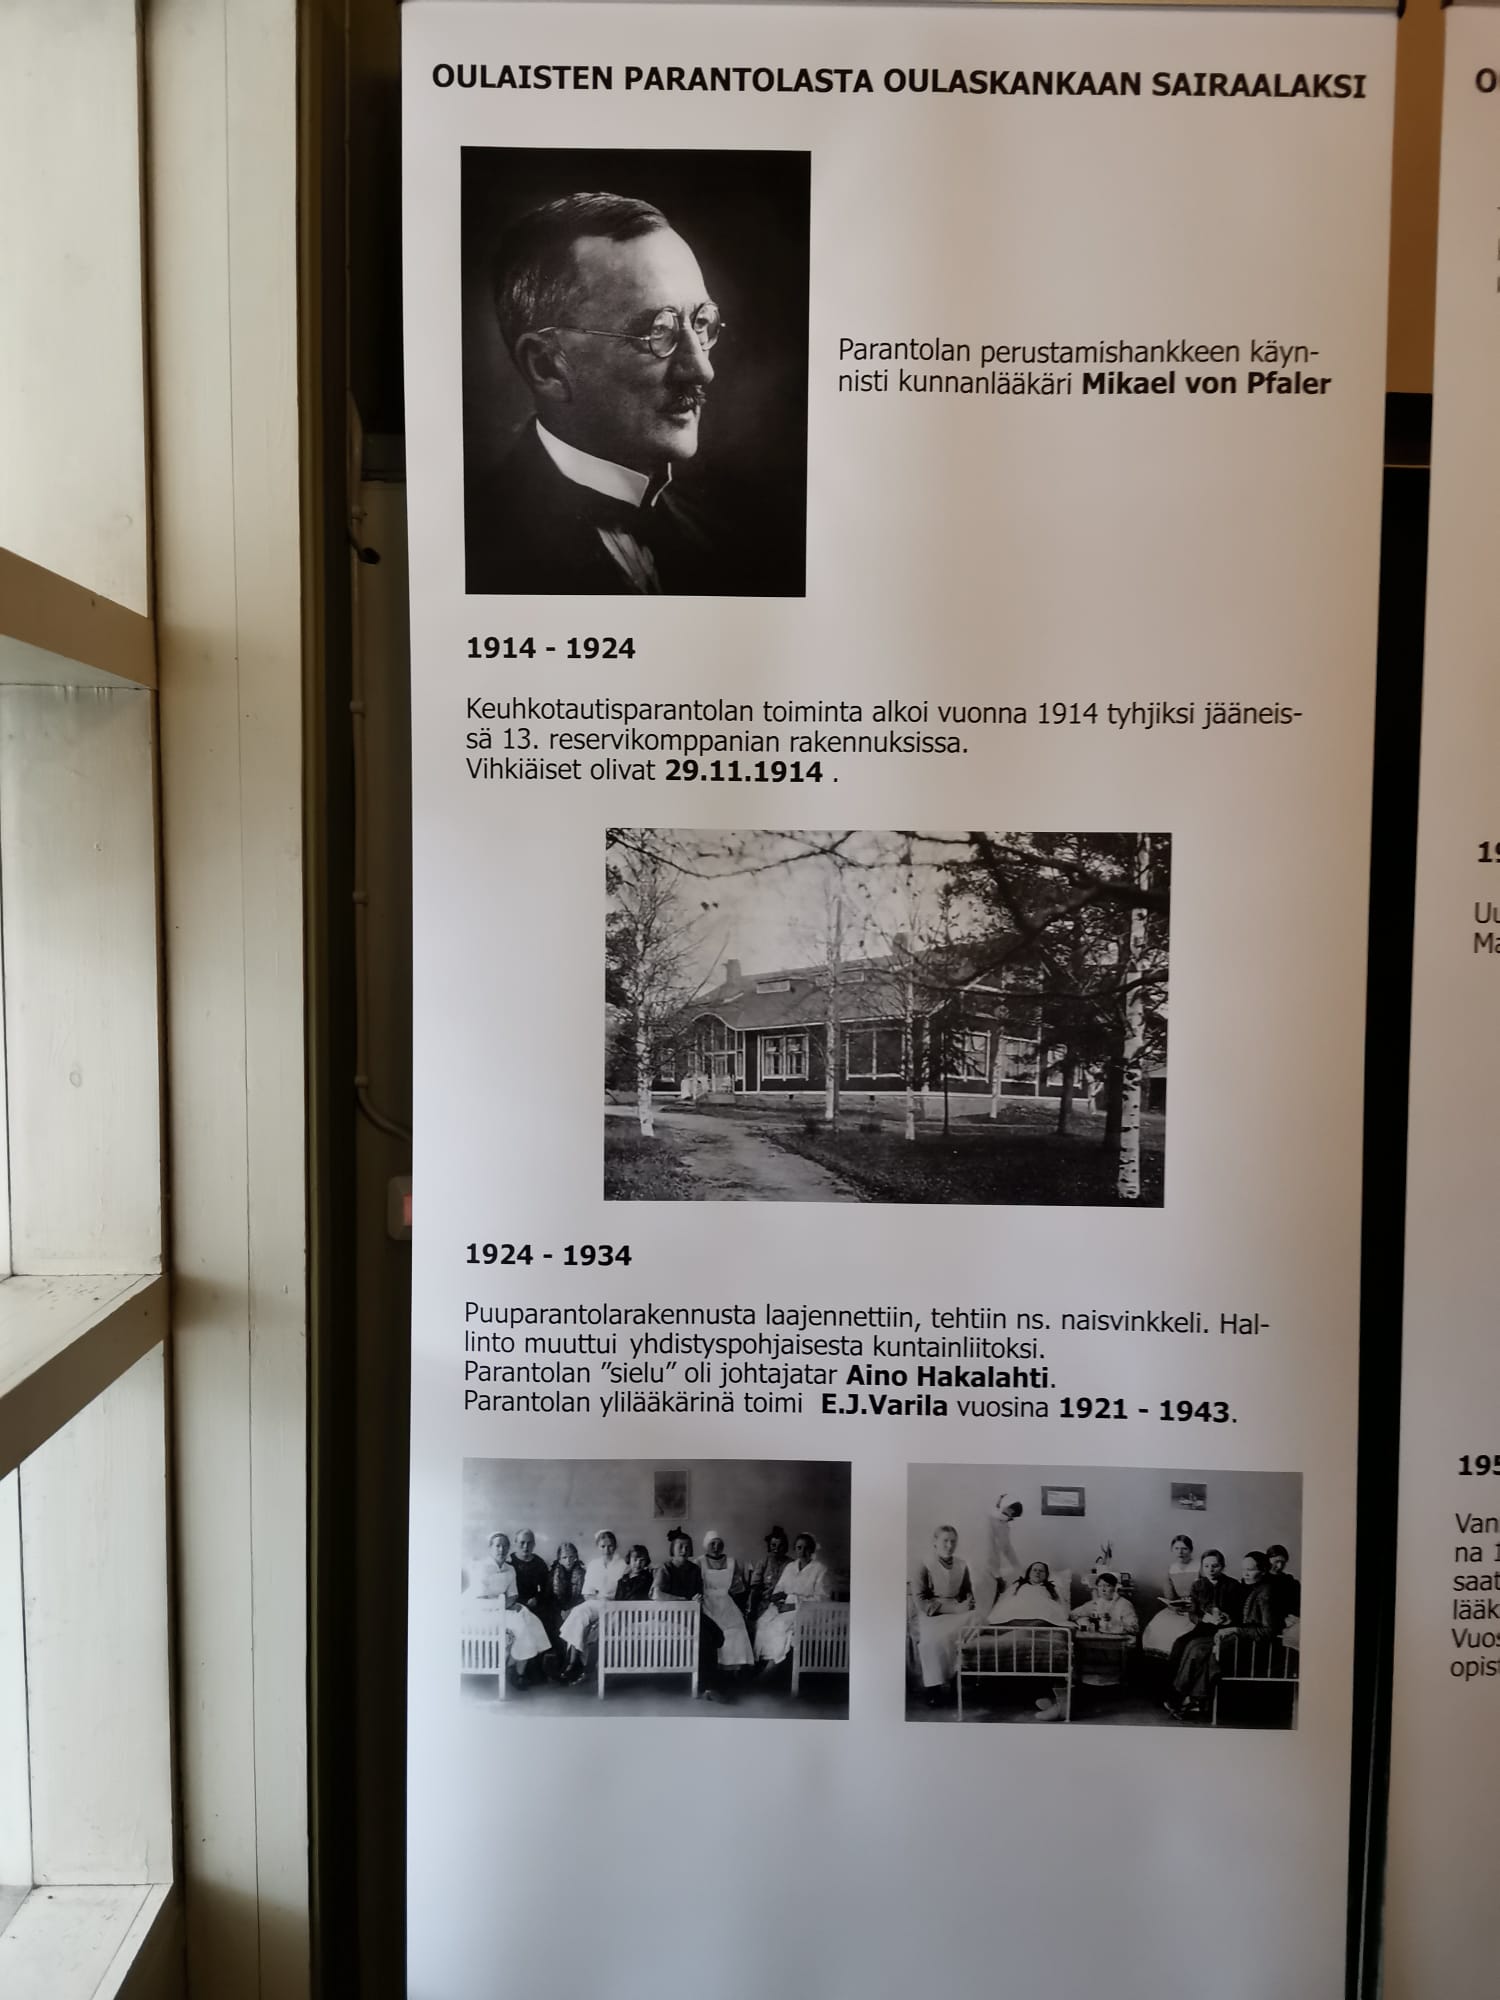 OULAISTEN PARANTOLASTA OULASKANKAAN SAIRAALAKSI
Parantolan perustamishankkeen käyn-
nisti kunnanlääkäri Mikael von Pfaler
1914 - 1924
Keuhkotautisparantolan toiminta alkoi vuonna 1914 tyhjiksi jääneis-
sä 13. reservikomppanian rakennuksissa.
Vihkiäiset olivat 29.11.1914 .
1924 - 1934
Puuparantolarakennusta laajennettiin, tehtiin ns. naisvinkkeli. Hal-
linto muuttui yhdistyspohjaisesta kuntainliitoksi.
Parantolan ”sielu” oli johtajatar Aino Hakalahti.
Parantolan ylilääkärinä toimi E.J.Varila vuosina 1921 - 1943.